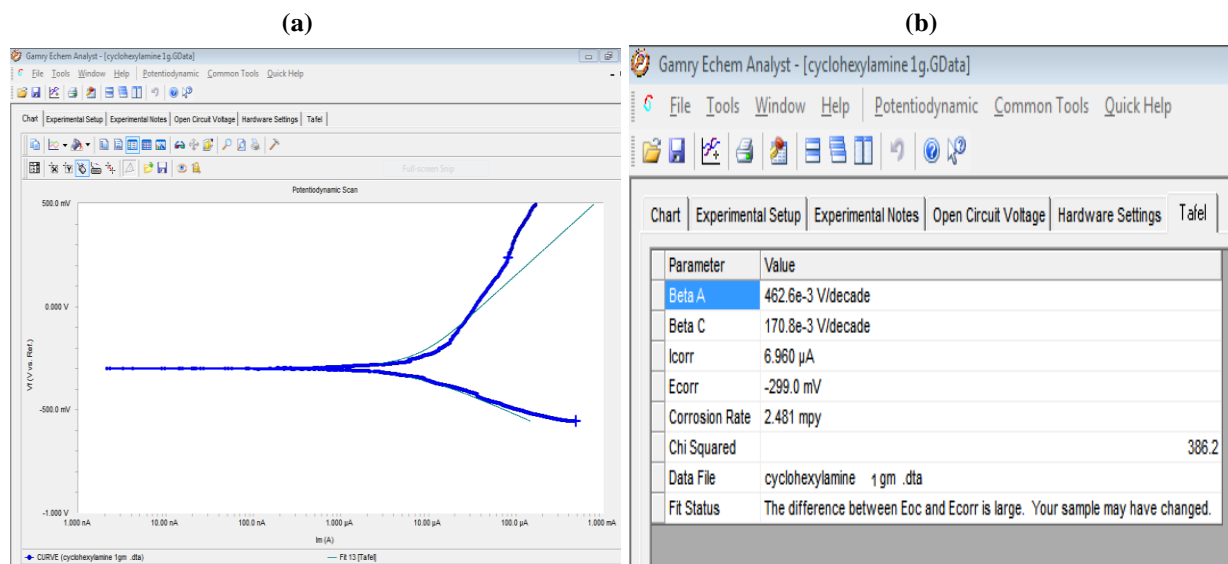 (a)
(b)
Gamry Echem Analyst - [cyclohexylamine 1g.GData]
File Tools Window Help Potentiodynamic Common Tools Quick Help
Chart Experimental Setup Experimental Notes Open Circuit Voltage Hardware Settings Tafel
Full-screen Snip
Potentiodynamic Scan
500.0 mV
0.000 V
-500.0 mV
-1.000 V
Vf (V vs. Ref.)
1.000 nA 10.00 nA 100.0 nA 1.000 µA 10.00 µA 100.0 µA 1.000 mA
Im (A)
CURVE (cyclohexylamine 1gm .dta) Fit 13 [Tafel]
Gamry Echem Analyst - [cyclohexylamine 1g.GData]
File Tools Window Help Potentiodynamic Common Tools Quick Help
Chart Experimental Setup Experimental Notes Open Circuit Voltage Hardware Settings Tafel
Parameter Value
Beta A 462.6e-3 V/decade
Beta C 170.8e-3 V/decade
Icorr 6.960 µA
Ecorr -299.0 mV
Corrosion Rate 2.481 mpy
Chi Squared 386.2
Data File cyclohexylamine 1gm .dta
Fit Status The difference between Eoc and Ecorr is large. Your sample may have changed.